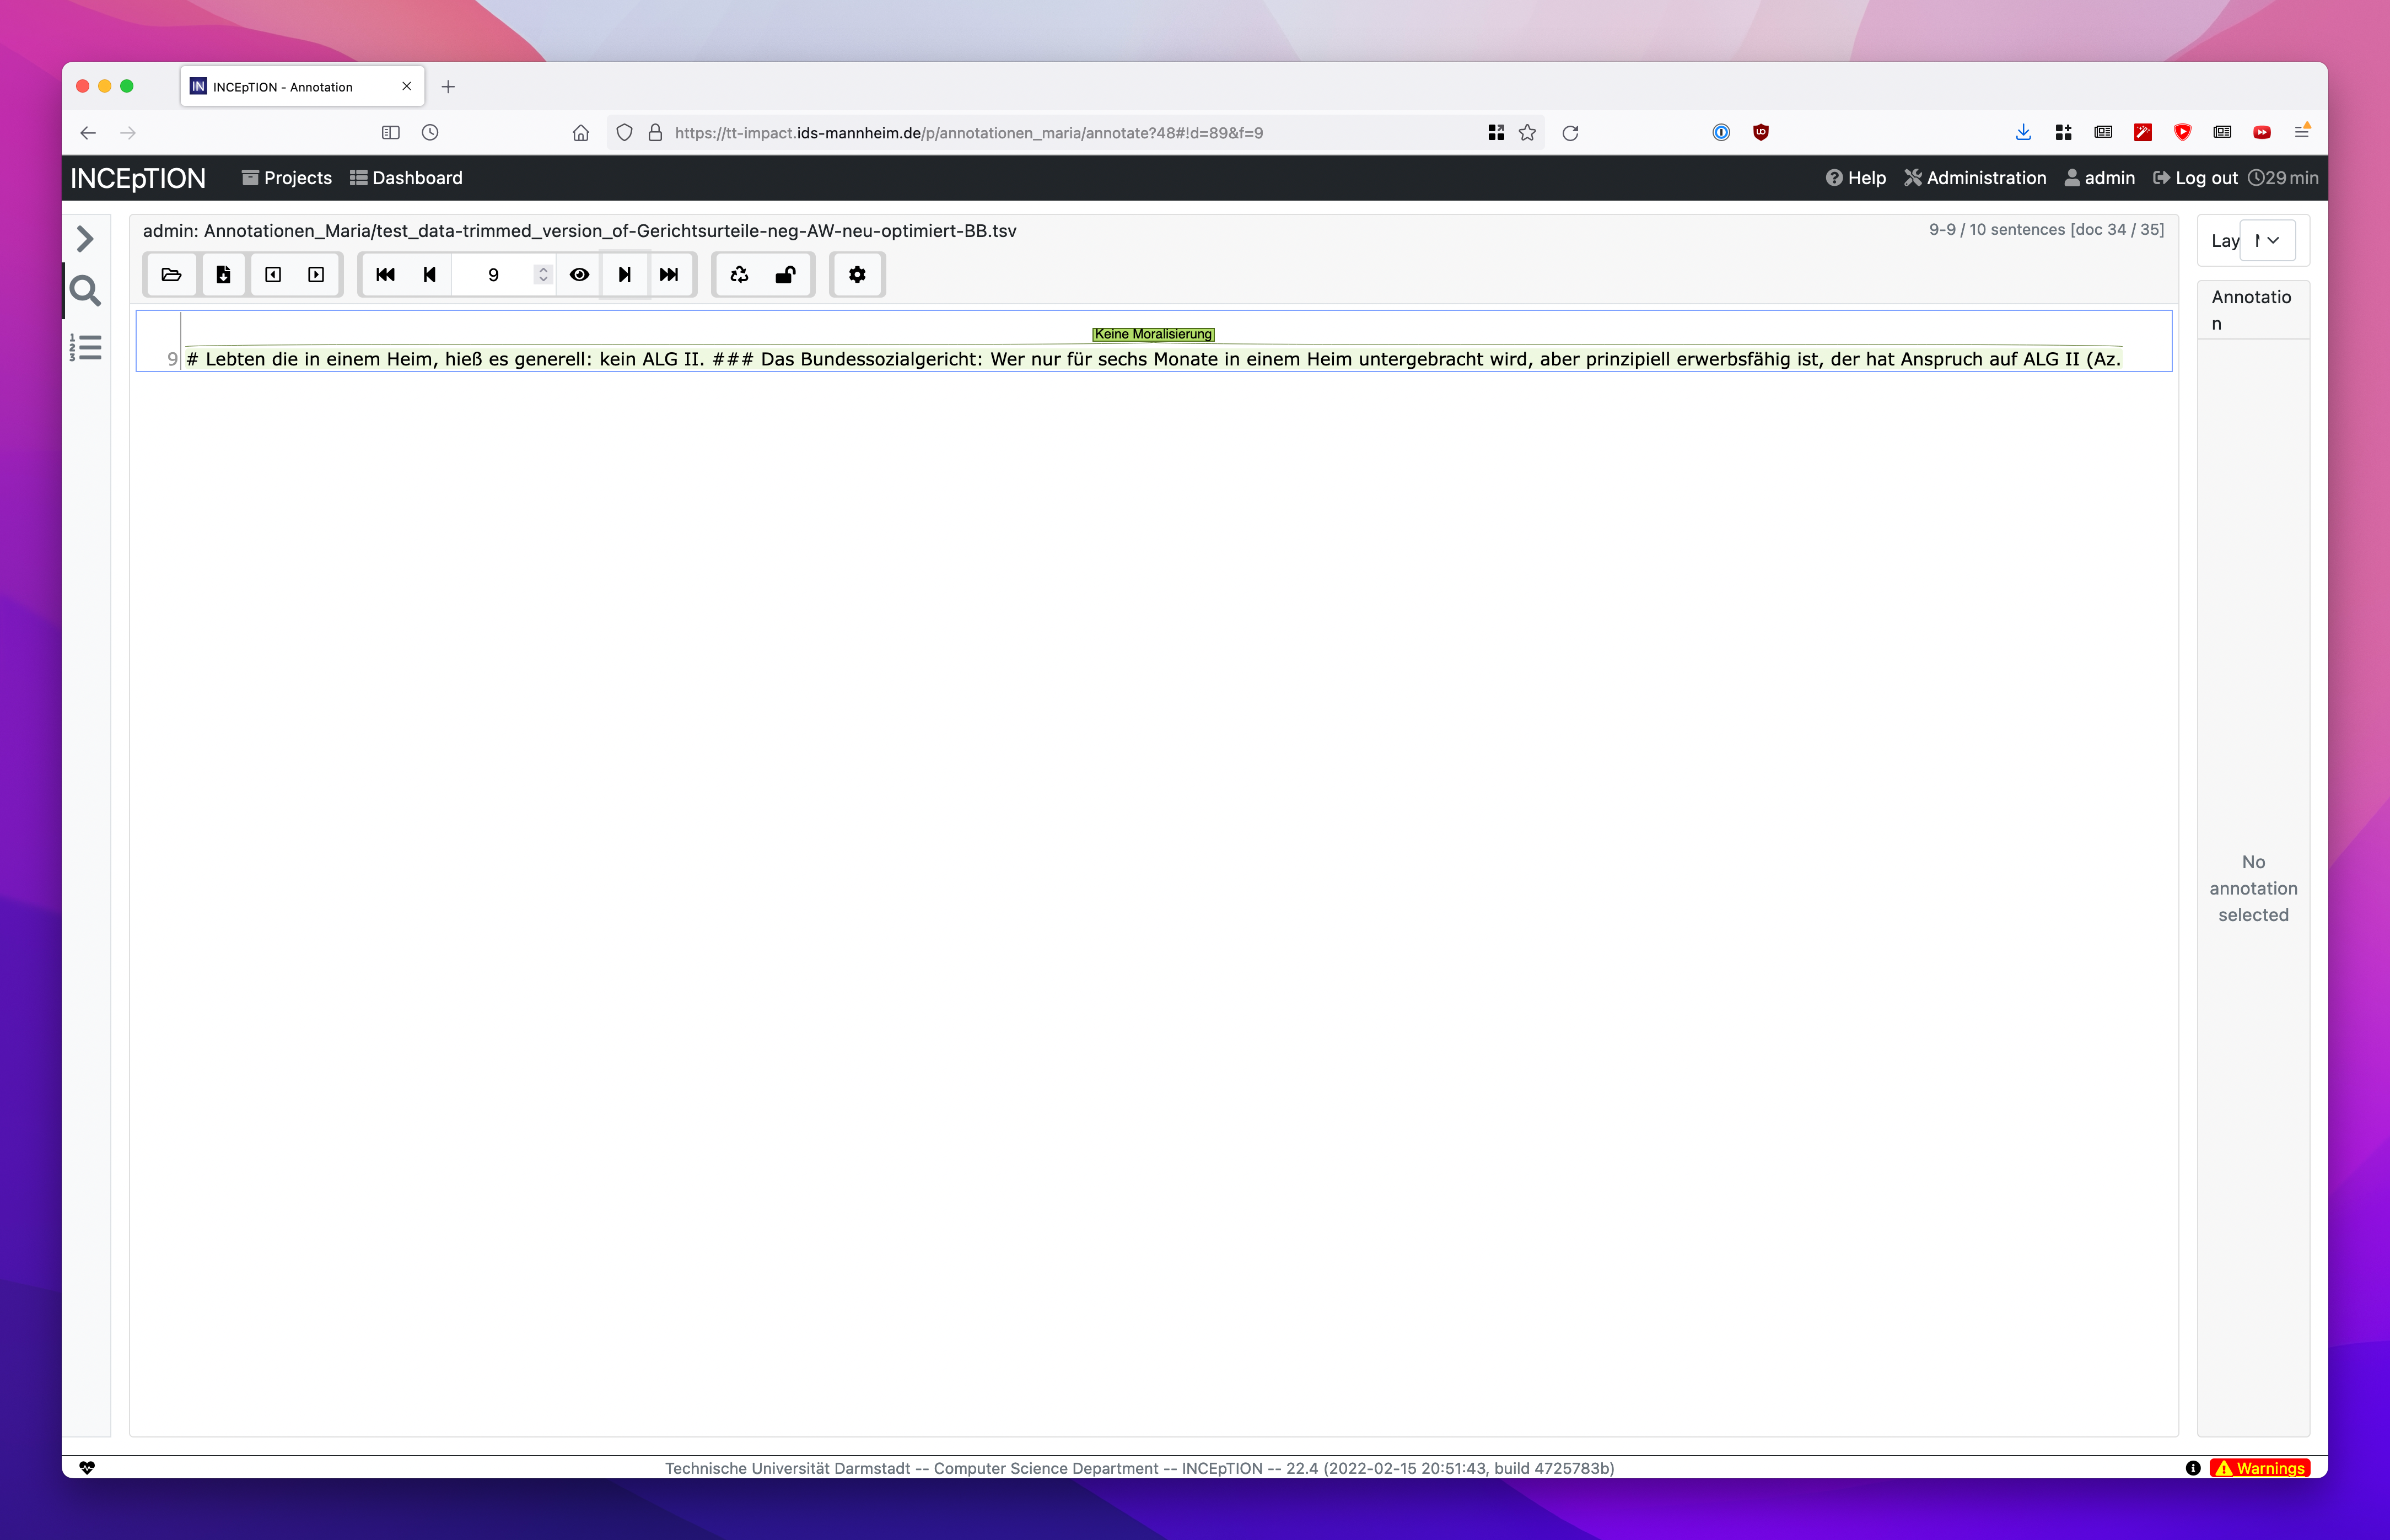 INCEpTION - Annotation
https://tt-impact.ids-mannheim.de/p/annotationen_maria/annotate?48#!d=89&f=9
INCEpTION Projects Dashboard Help Administration admin Log out 29 min
admin: Annotationen_Maria/test_data-trimmed_version_of-Gerichtsurteile-neg-AW-neu-optimiert-BB.tsv
9-9 / 10 sentences [doc 34 / 35]
Lay
9
Annotatio
n
Keine Moralisierung
9 # Lebten die in einem Heim, hieß es generell: kein ALG II. ### Das Bundessozialgericht: Wer nur für sechs Monate in einem Heim untergebracht wird, aber prinzipiell erwerbsfähig ist, der hat Anspruch auf ALG II (Az.
No
annotation
selected
Technische Universität Darmstadt -- Computer Science Department -- INCEpTION -- 22.4 (2022-02-15 20:51:43, build 4725783b)
Warnings